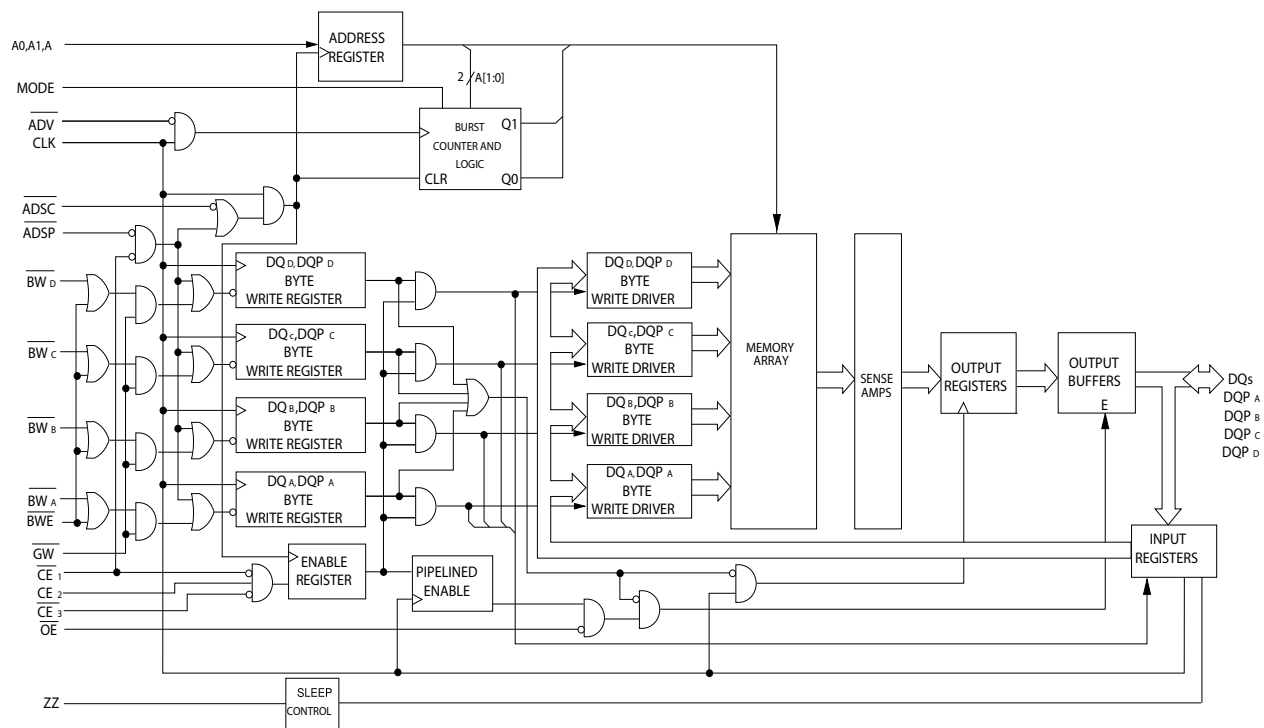 A0,A1,A
ADDRESS
REGISTER
MODE
2
A[1:0]
ADV
CLK
BURST
COUNTER AND
LOGIC
Q1
CLR
Q0
ADSC
ADSP
BW D
DQ D, DQP D
BYTE
WRITE REGISTER
DQ D, DQP D
BYTE
WRITE DRIVER
BW C
DQ c, DQP C
BYTE
WRITE REGISTER
DQ c, DQP C
BYTE
WRITE DRIVER
MEMORY
ARRAY
SENSE
AMPS
OUTPUT
REGISTERS
OUTPUT
BUFFERS
E
DQs
DQP A
DQP B
DQP C
DQP D
BW B
DQ B, DQP B
BYTE
WRITE REGISTER
DQ B, DQP B
BYTE
WRITE DRIVER
BW A
BWE
DQ A, DQP A
BYTE
WRITE REGISTER
DQ A, DQP A
BYTE
WRITE DRIVER
GW
CE 1
CE 2
CE 3
OE
ENABLE
REGISTER
PIPELINED
ENABLE
INPUT
REGISTERS
ZZ
SLEEP
CONTROL